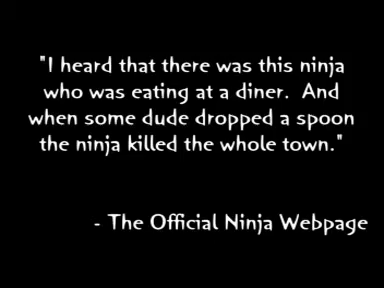 "I heard that there was this ninja
who was eating at a diner.  And
when some dude dropped a spoon
the ninja killed the whole town."
- The Official Ninja Webpage